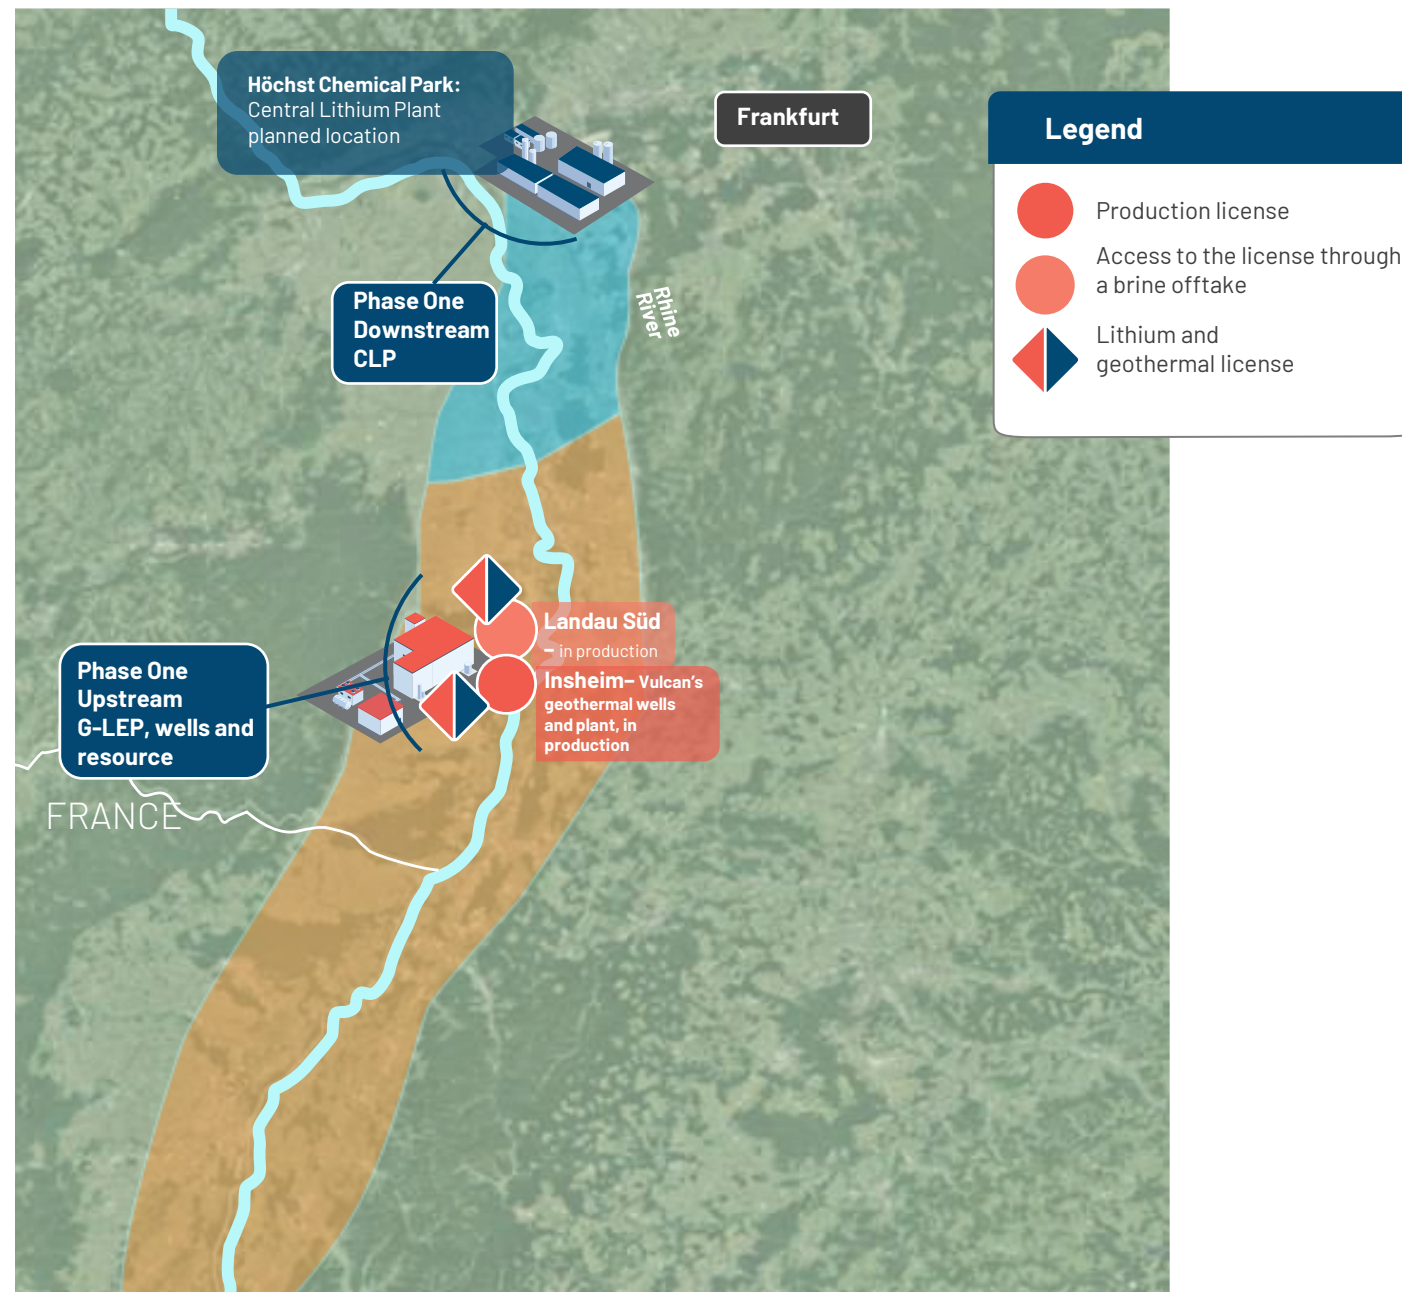 Höchst Chemical Park:
Central Lithium Plant
planned location
Frankfurt
Legend
Production license
Access to the license through
a brine offtake
Lithium and
geothermal license
Phase One
Downstream
CLP
Rhine
River
Landau Süd
– in production
Insheim– Vulcan's
geothermal wells
and plant, in
production
Phase One
Upstream
G-LEP, wells and
resource
FRANCE